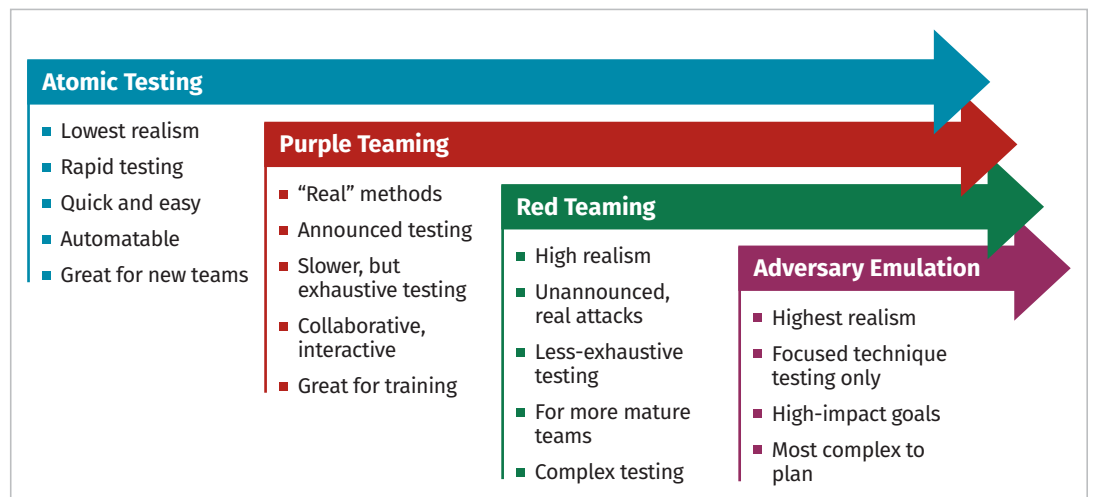 Atomic Testing
Lowest realism
Rapid testing
Quick and easy
Automatable
Great for new teams
Purple Teaming
“Real” methods
Announced testing
Slower, but
exhaustive testing
Collaborative,
interactive
Great for training
Red Teaming
High realism
Unannounced,
real attacks
Less-exhaustive
testing
For more mature
teams
Complex testing
Adversary Emulation
Highest realism
Focused technique
testing only
High-impact goals
Most complex to
plan